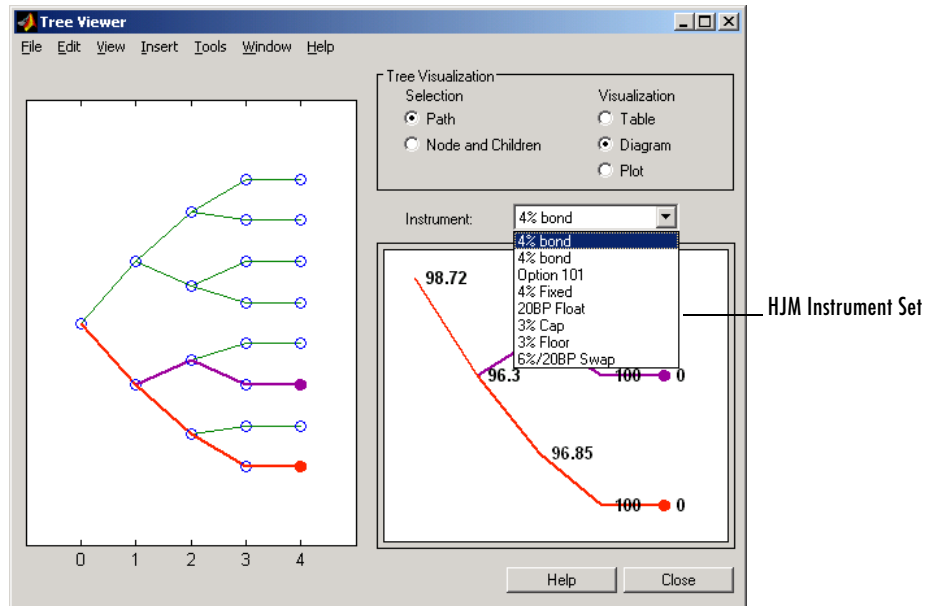 Tree Viewer
File Edit View Insert Tools Window Help
Tree Visualization
Selection
Visualization
Path
Table
Node and Children
Diagram
Plot
Instrument:
4% bond
4% bond
4% bond
Option 101
4% Fixed
20BP Float
3% Cap
3% Floor
6%/20BP Swap
HJM Instrument Set
98.72
96.3
100
0
96.85
100
0
0 1 2 3 4
Help
Close